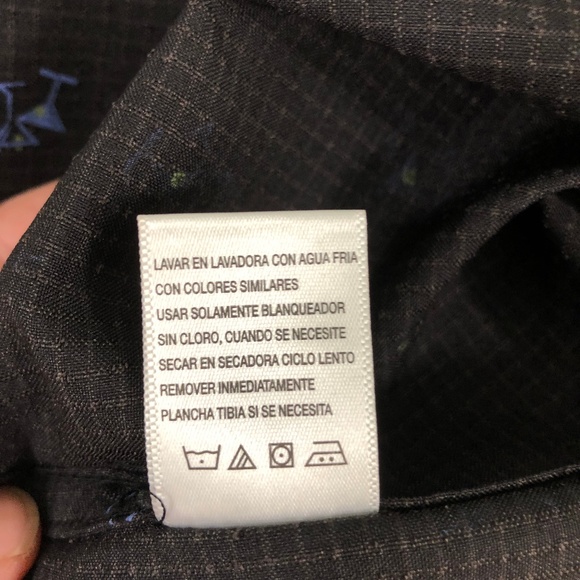 LAVAR EN LAVADORA CON AGUA FRIA
CON COLORES SIMILARES
USAR SOLAMENTE BLANQUEADOR
SIN CLORO, CUANDO SE NECESITE
SECAR EN SECADORA CICLO LENTO
REMOVER INMEDIATAMENTE
PLANCHA TIBIA SI SE NECESITA